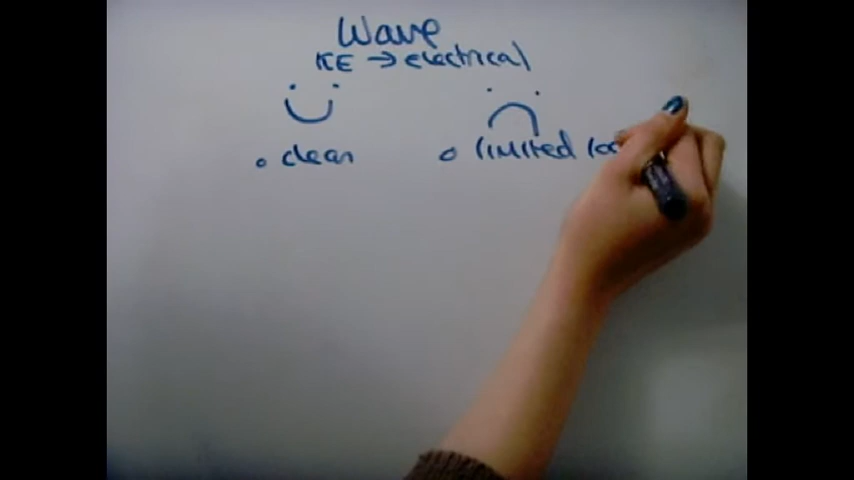 Wave
KE → electrical
• clean
• limited